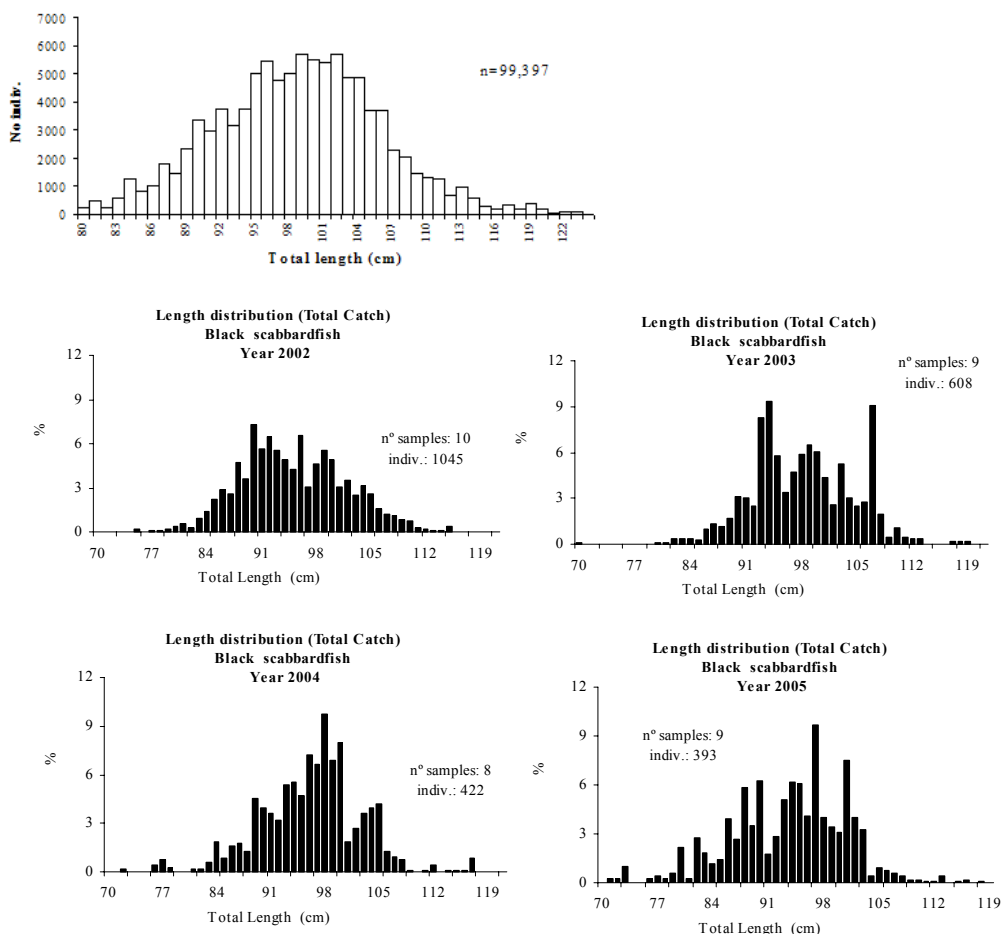 7000
6000
5000
4000
3000
2000
1000
0
No indiv.
n=99,397
80 83 86 89 92 95 98 101 104 107 110 113 116 119 122
Total length (cm)
Length distribution (Total Catch)
Black scabbardfish
Year 2002
12
9
6
3
0
%
nº samples: 10
indiv.: 1045
70 77 84 91 98 105 112 119
Total Length (cm)
Length distribution (Total Catch)
Black scabbardfish
Year 2003
12
9
6
3
0
%
nº samples: 9
indiv.: 608
70 77 84 91 98 105 112 119
Total Length (cm)
Length distribution (Total Catch)
Black scabbardfish
Year 2004
12
9
6
3
0
%
nº samples: 8
indiv.: 422
70 77 84 91 98 105 112 119
Total Length (cm)
Length distribution (Total Catch)
Black scabbardfish
Year 2005
12
9
6
3
0
%
nº samples: 9
indiv.: 393
70 77 84 91 98 105 112 119
Total Length (cm)